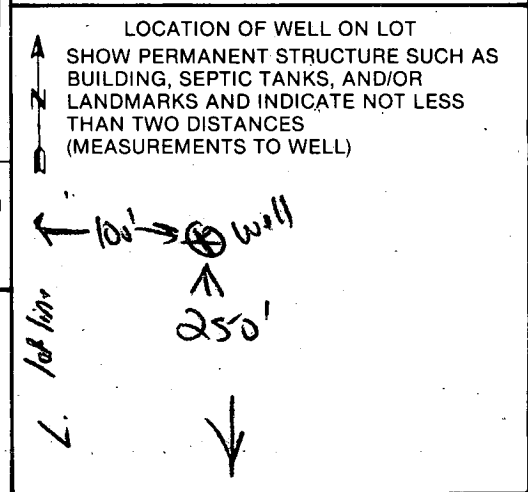 LOCATION OF WELL ON LOT
SHOW PERMANENT STRUCTURE SUCH AS
BUILDING, SEPTIC TANKS, AND/OR
N LANDMARKS AND INDICATE NOT LESS
THAN TWO DISTANCES
(MEASUREMENTS TO WELL)
100' Well
250'
L. lot line